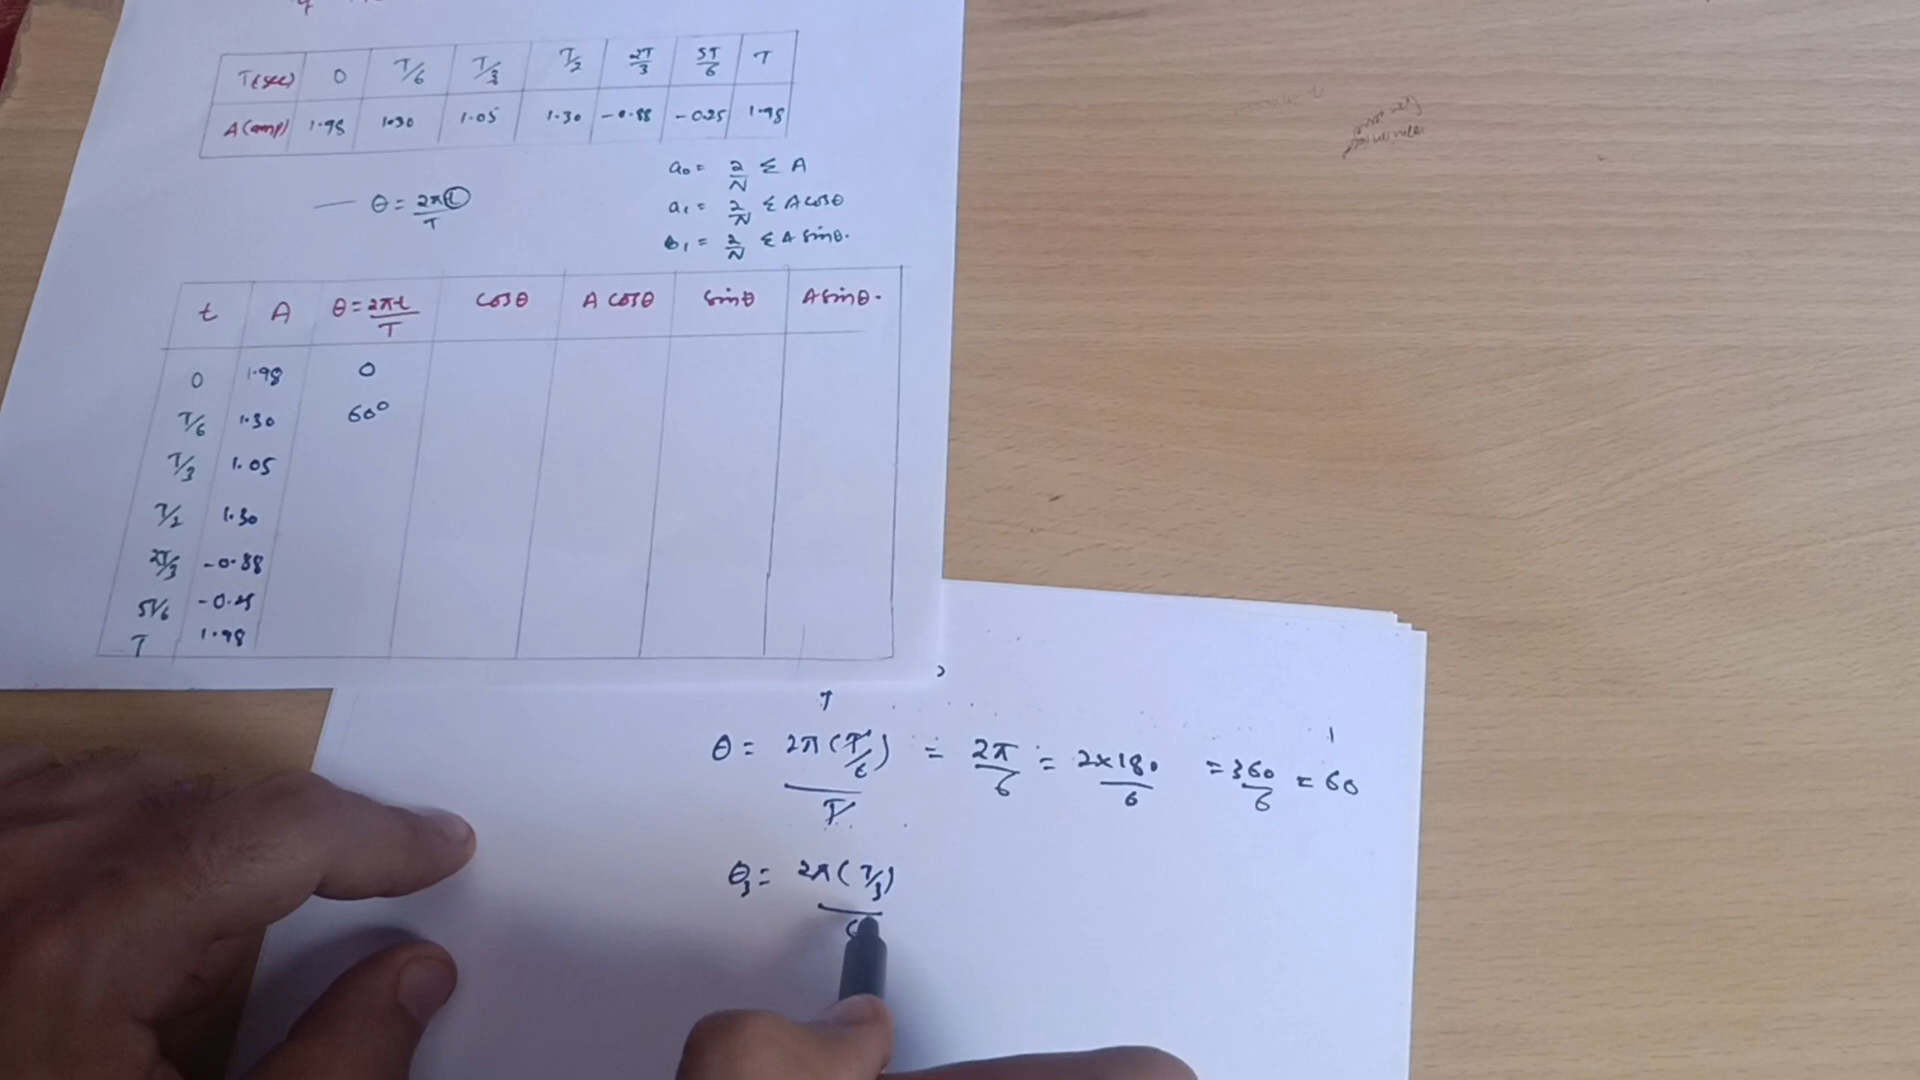 T(sec) 0 T/6 T/3 T/2 2T/3 5T/6 T
A(amp) 1.98 1.30 1.05 1.30 -0.88 -0.25 1.98
θ = 2πt/T
a₀ = 2/N Σ A
a₁ = 2/N Σ A cosθ
b₁ = 2/N Σ A sinθ.
t A θ = 2πt/T cosθ A cosθ sinθ A sinθ.
0 1.98 0
T/6 1.30 60°
T/3 1.05
T/2 1.30
2T/3 -0.88
5T/6 -0.25
T 1.98
θ = 2π(T/6)/T = 2π/6 = 2×180/6 = 360/6 = 60
θ₃ = 2π(T/3)